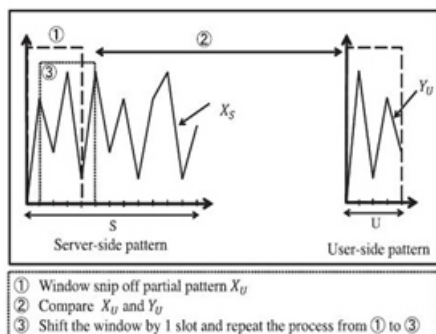 ①
②
③
X_S
Y_U
S
U
Server-side pattern
User-side pattern
① Window snip off partial pattern X_U
② Compare X_U and Y_U
③ Shift the window by 1 slot and repeat the process from ① to ③